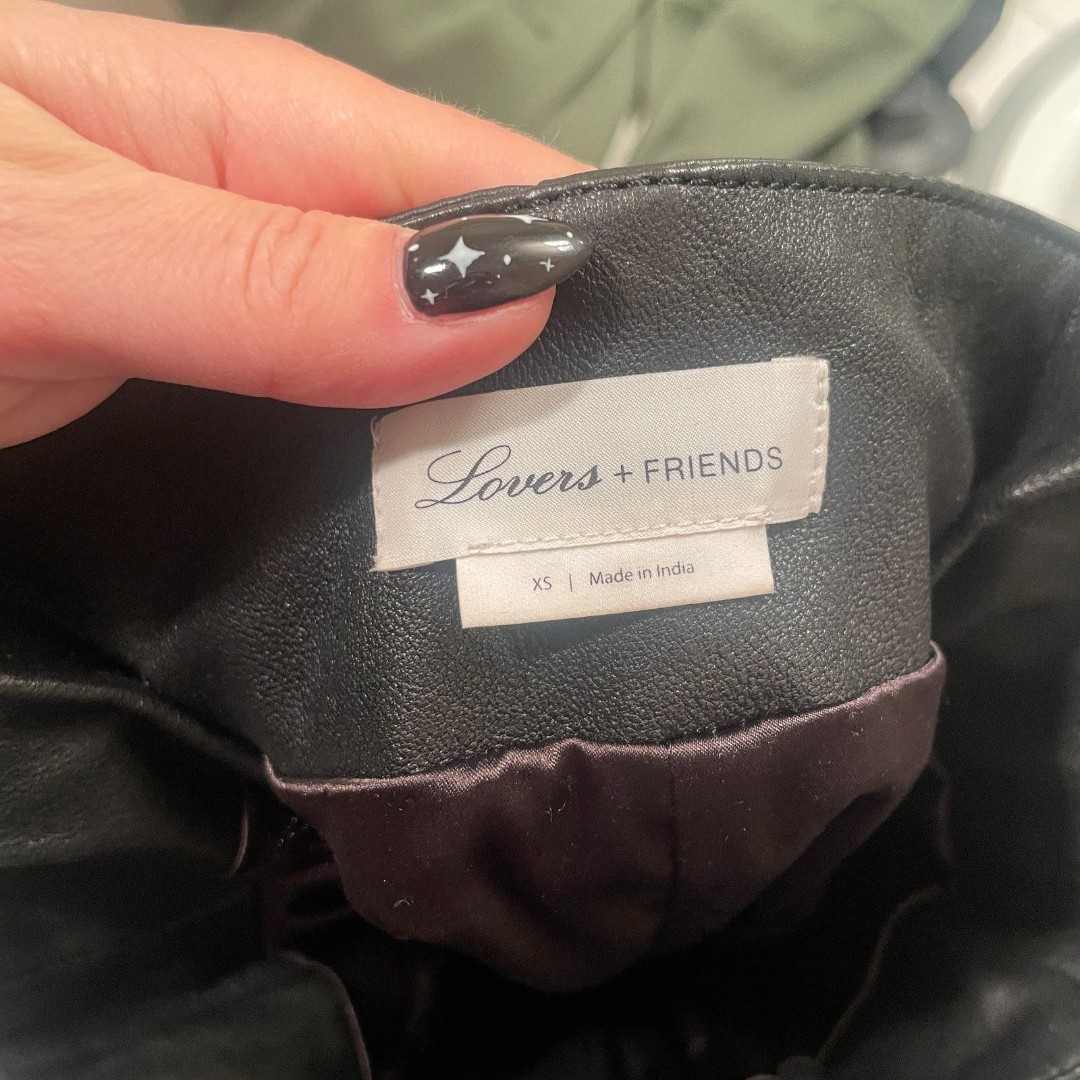 Lovers + FRIENDS
XS | Made in India